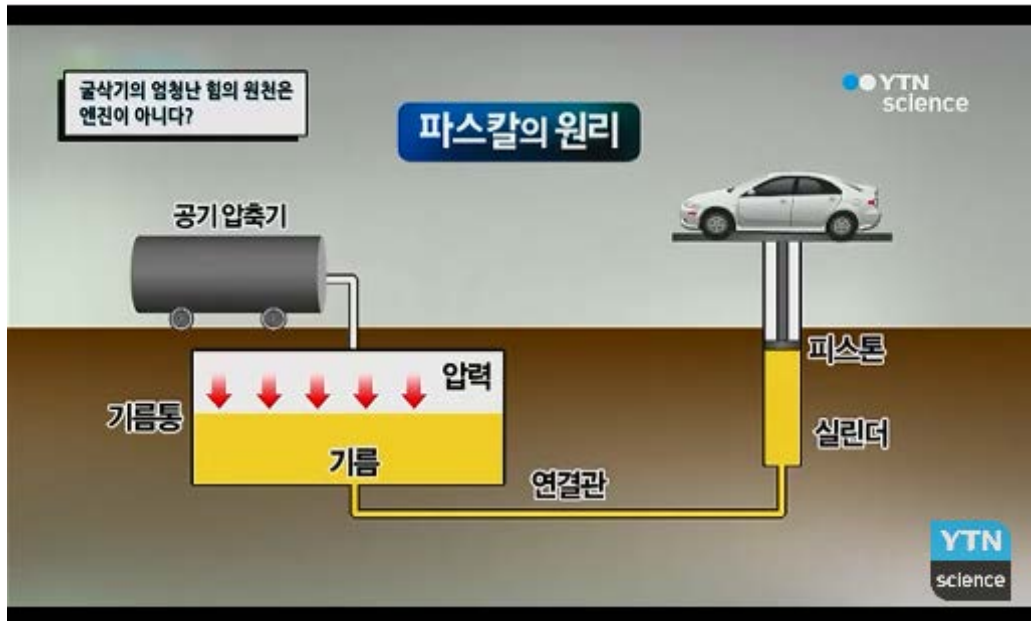 굴삭기의 엄청난 힘의 원천은
엔진이 아니다?
YTN
science
파스칼의 원리
공기 압축기
압력
피스톤
기름통
실린더
기름
연결관
YTN
science